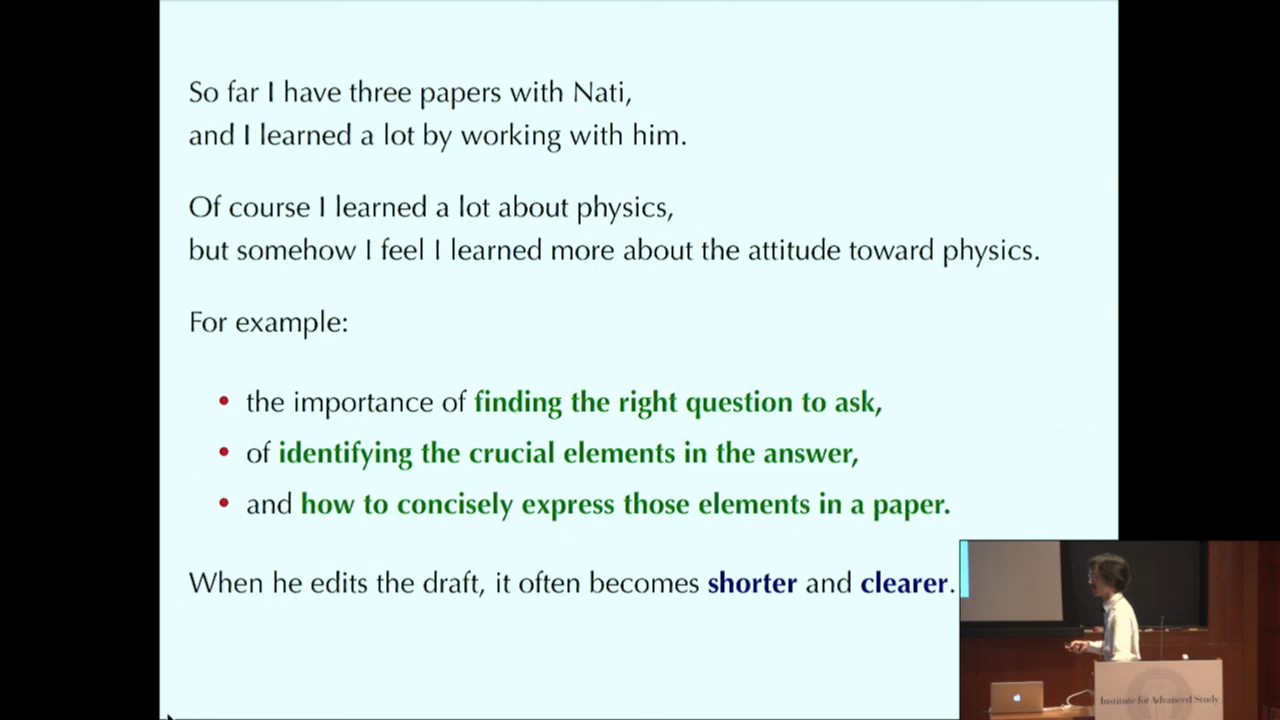 So far I have three papers with Nati,
and I learned a lot by working with him.
Of course I learned a lot about physics,
but somehow I feel I learned more about the attitude toward physics.
For example:
• the importance of finding the right question to ask,
• of identifying the crucial elements in the answer,
• and how to concisely express those elements in a paper.
When he edits the draft, it often becomes shorter and clearer.
Institute for Advanced Study